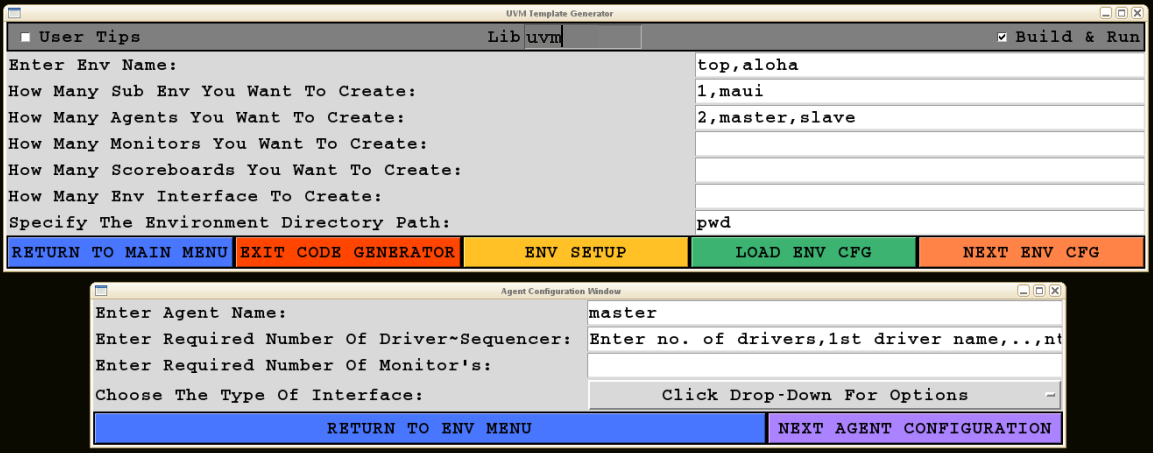 UVM Template Generator
User Tips Lib uvm Build & Run
Enter Env Name: top,aloha
How Many Sub Env You Want To Create: 1,maui
How Many Agents You Want To Create: 2,master,slave
How Many Monitors You Want To Create:
How Many Scoreboards You Want To Create:
How Many Env Interface To Create:
Specify The Environment Directory Path: pwd
RETURN TO MAIN MENU EXIT CODE GENERATOR ENV SETUP LOAD ENV CFG NEXT ENV CFG
Agent Configuration Window
Enter Agent Name: master
Enter Required Number Of Driver~Sequencer: Enter no. of drivers,1st driver name,..,nt
Enter Required Number Of Monitor's:
Choose The Type Of Interface: Click Drop-Down For Options
RETURN TO ENV MENU NEXT AGENT CONFIGURATION